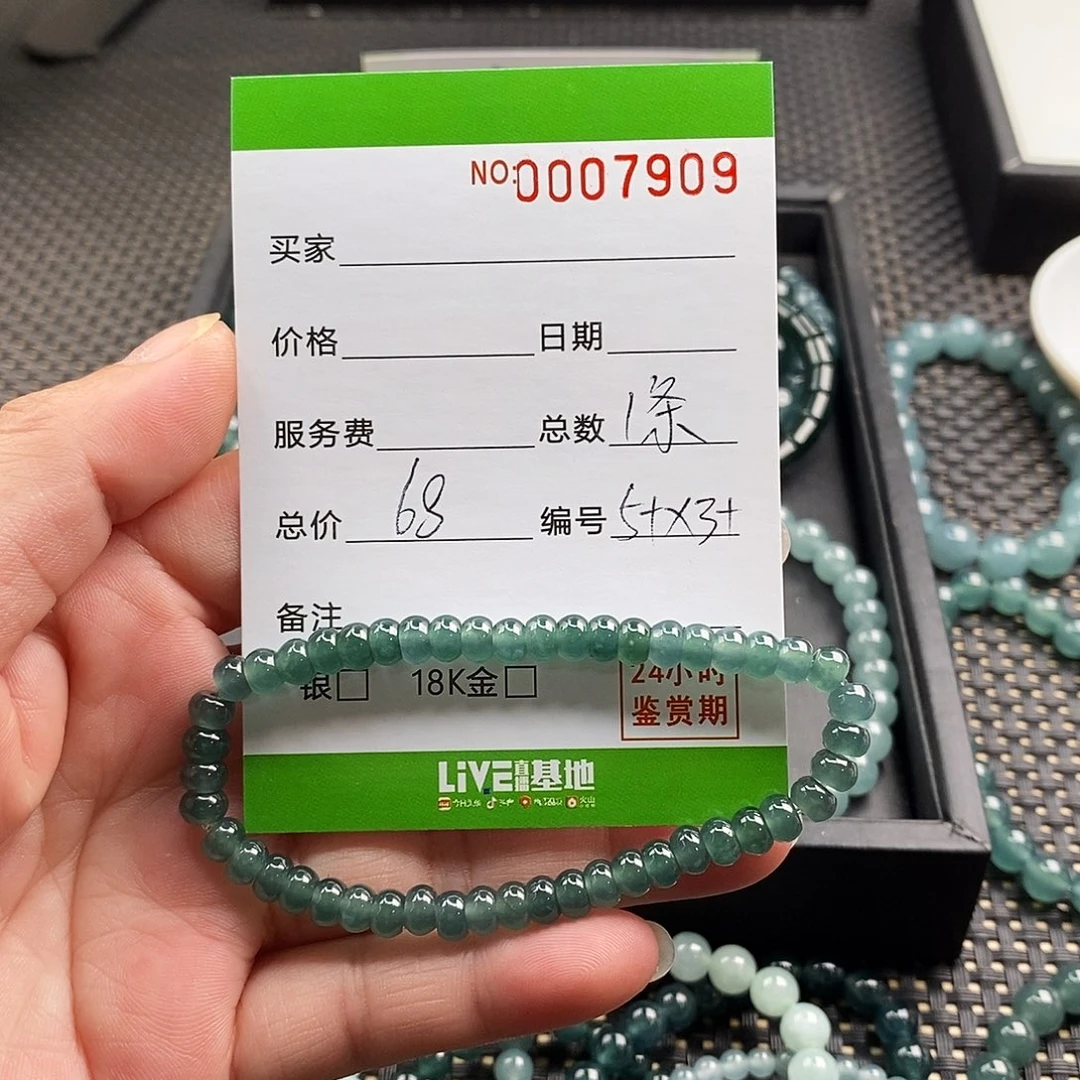 NO:0007909
买家
价格 日期
服务费 总数 1条
总价 68 编号 5+X3+
备注
银□ 18K金□
24小时
鉴赏期
LIVE直播基地